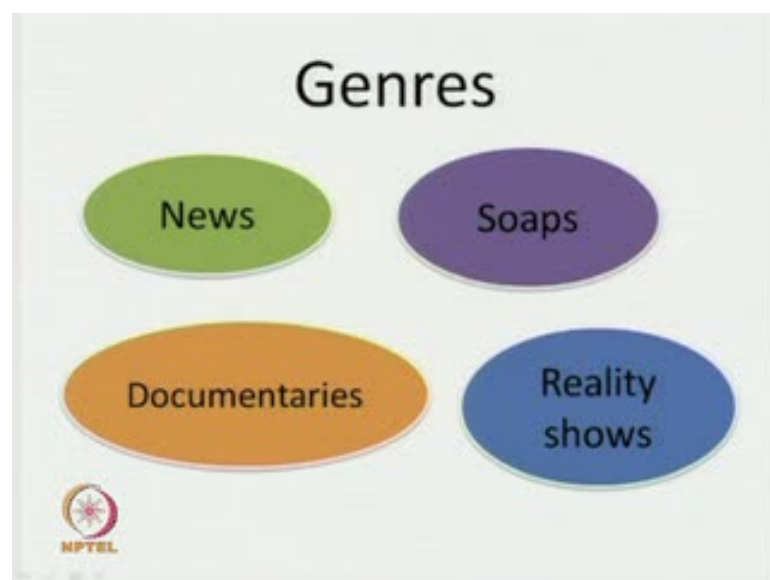 Genres
News
Soaps
Documentaries
Reality
shows
NPTEL